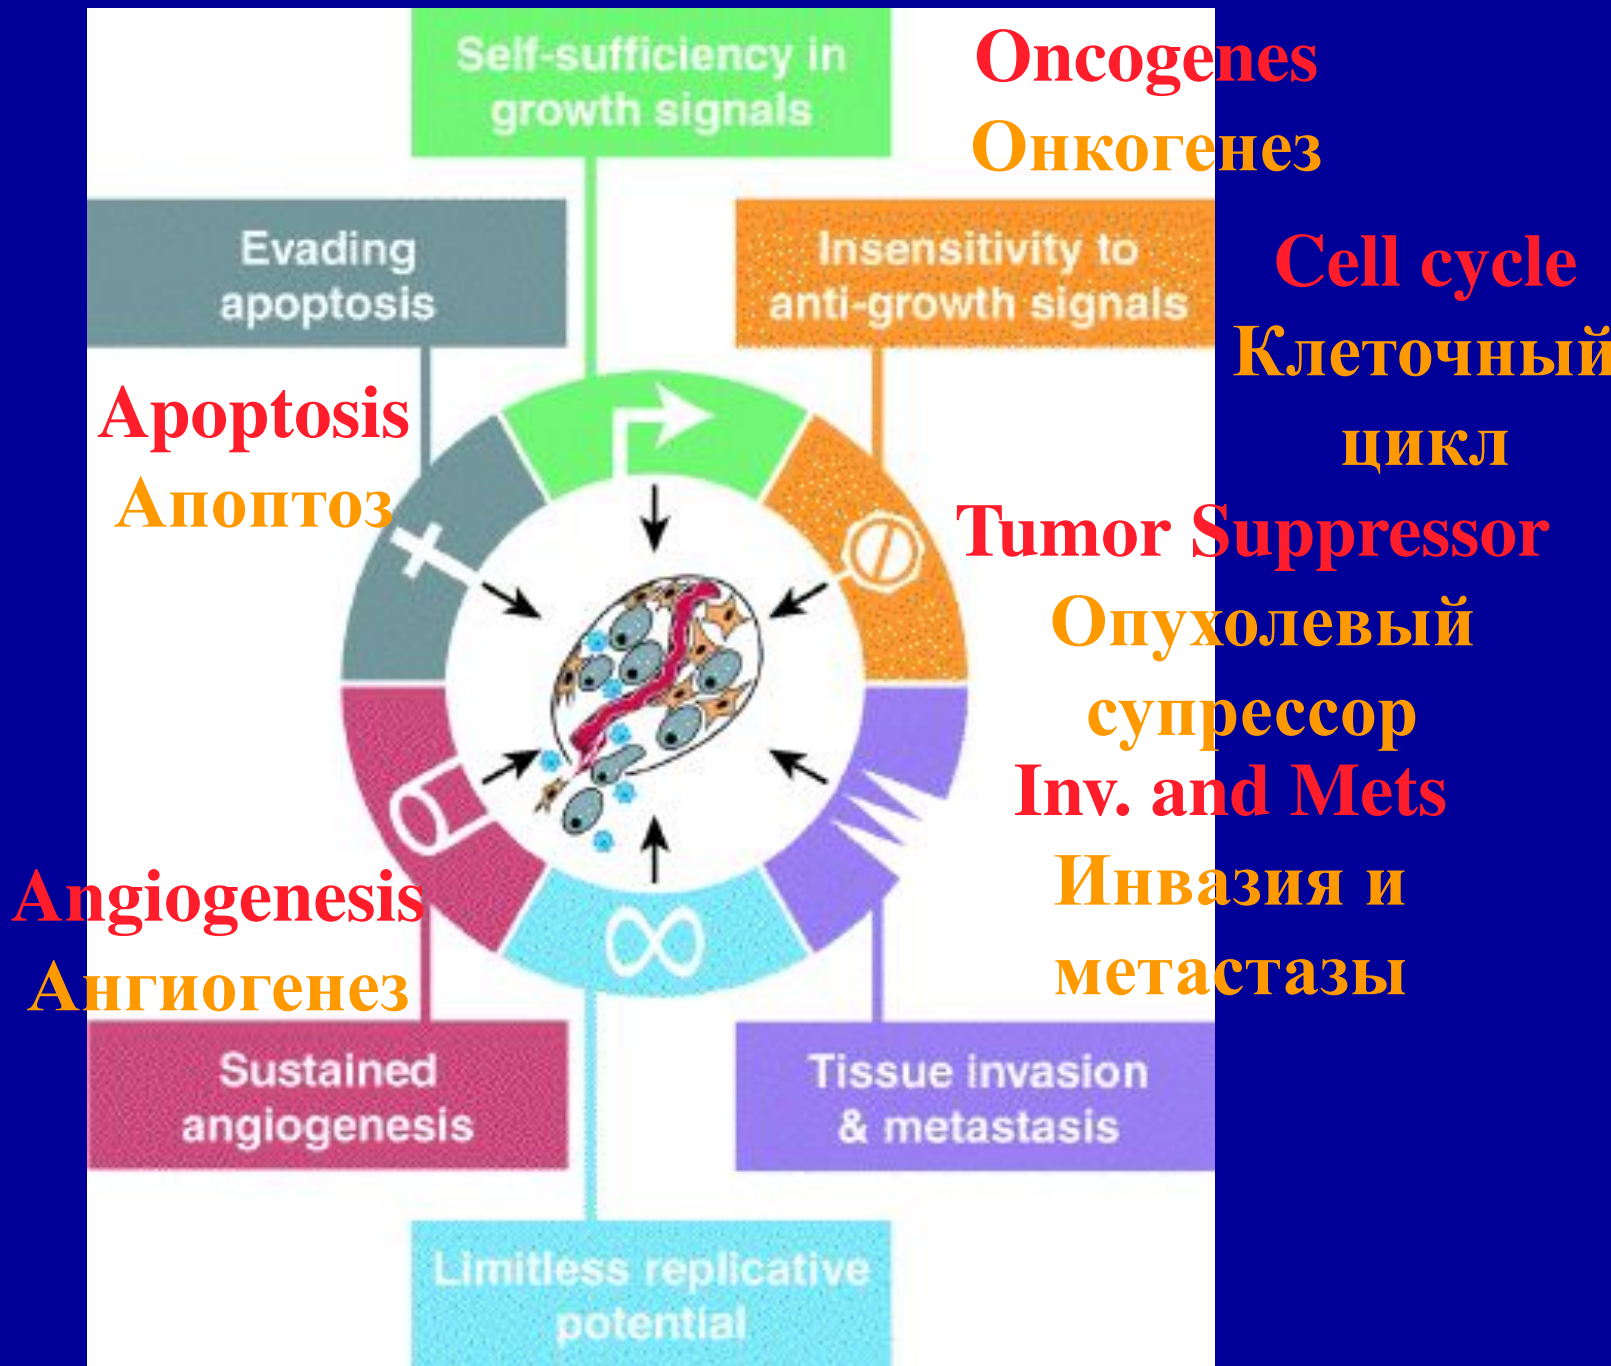 Self-sufficiency in
growth signals
Oncogenes
Онкогенез
Evading
apoptosis
Insensitivity to
anti-growth signals
Cell cycle
Клеточный
цикл
Apoptosis
Апоптоз
Tumor Suppressor
Опухолевый
супрессор
Inv. and Mets
Инвазия и
метастазы
Angiogenesis
Ангиогенез
Sustained
angiogenesis
Tissue invasion
& metastasis
Limitless replicative
potential